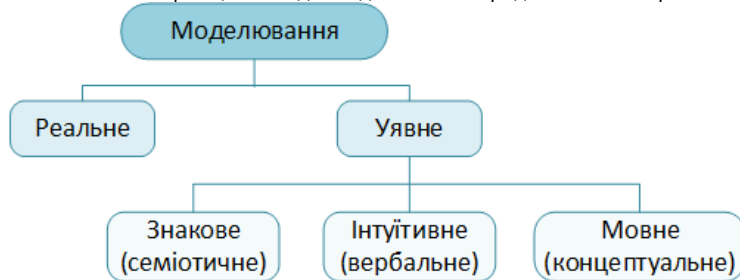 Моделювання
Реальне
Уявне
Знакове
(семіотичне)
Інтуїтивне
(вербальне)
Мовне
(концептуальне)